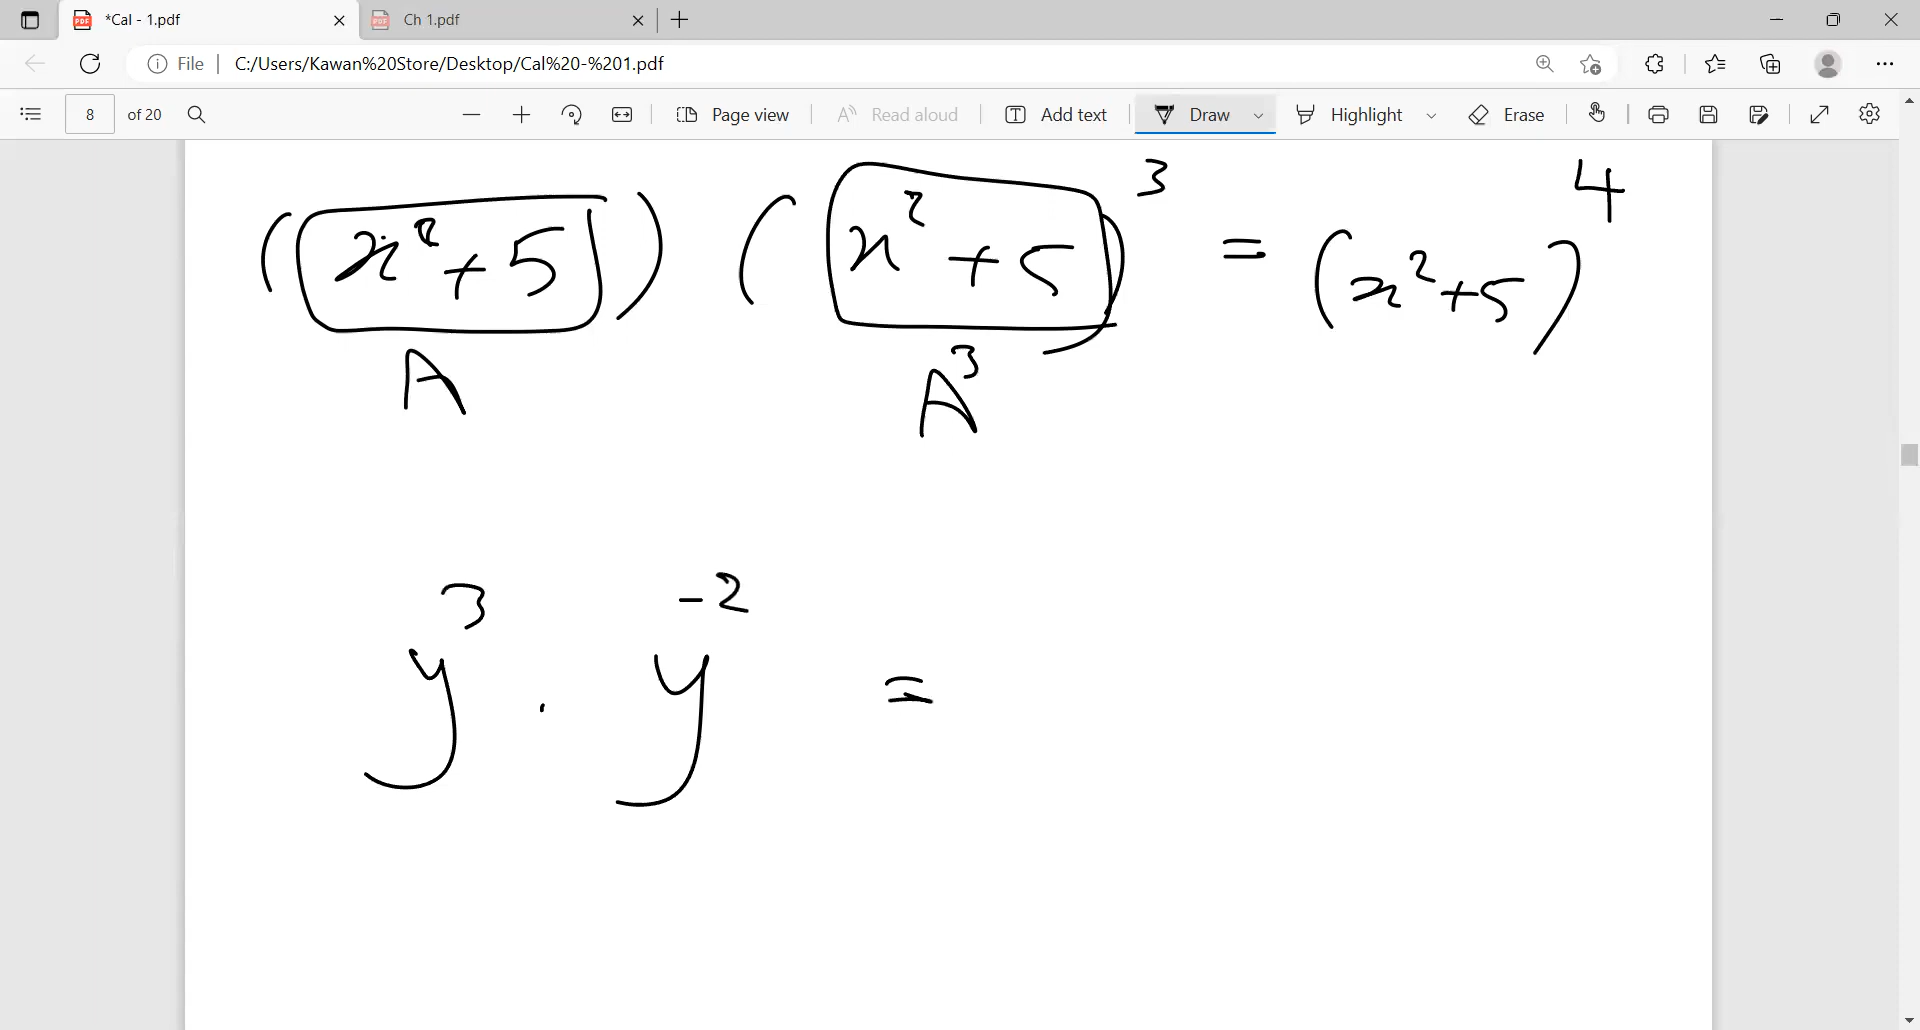 *Cal - 1.pdf Ch 1.pdf
File C:/Users/Kawan%20Store/Desktop/Cal%20-%201.pdf
8 of 20 Page view Read aloud Add text Draw Highlight Erase
((x² + 5)) (x² + 5)³ = (x²+5)⁴
A A³
y³ . y⁻² =